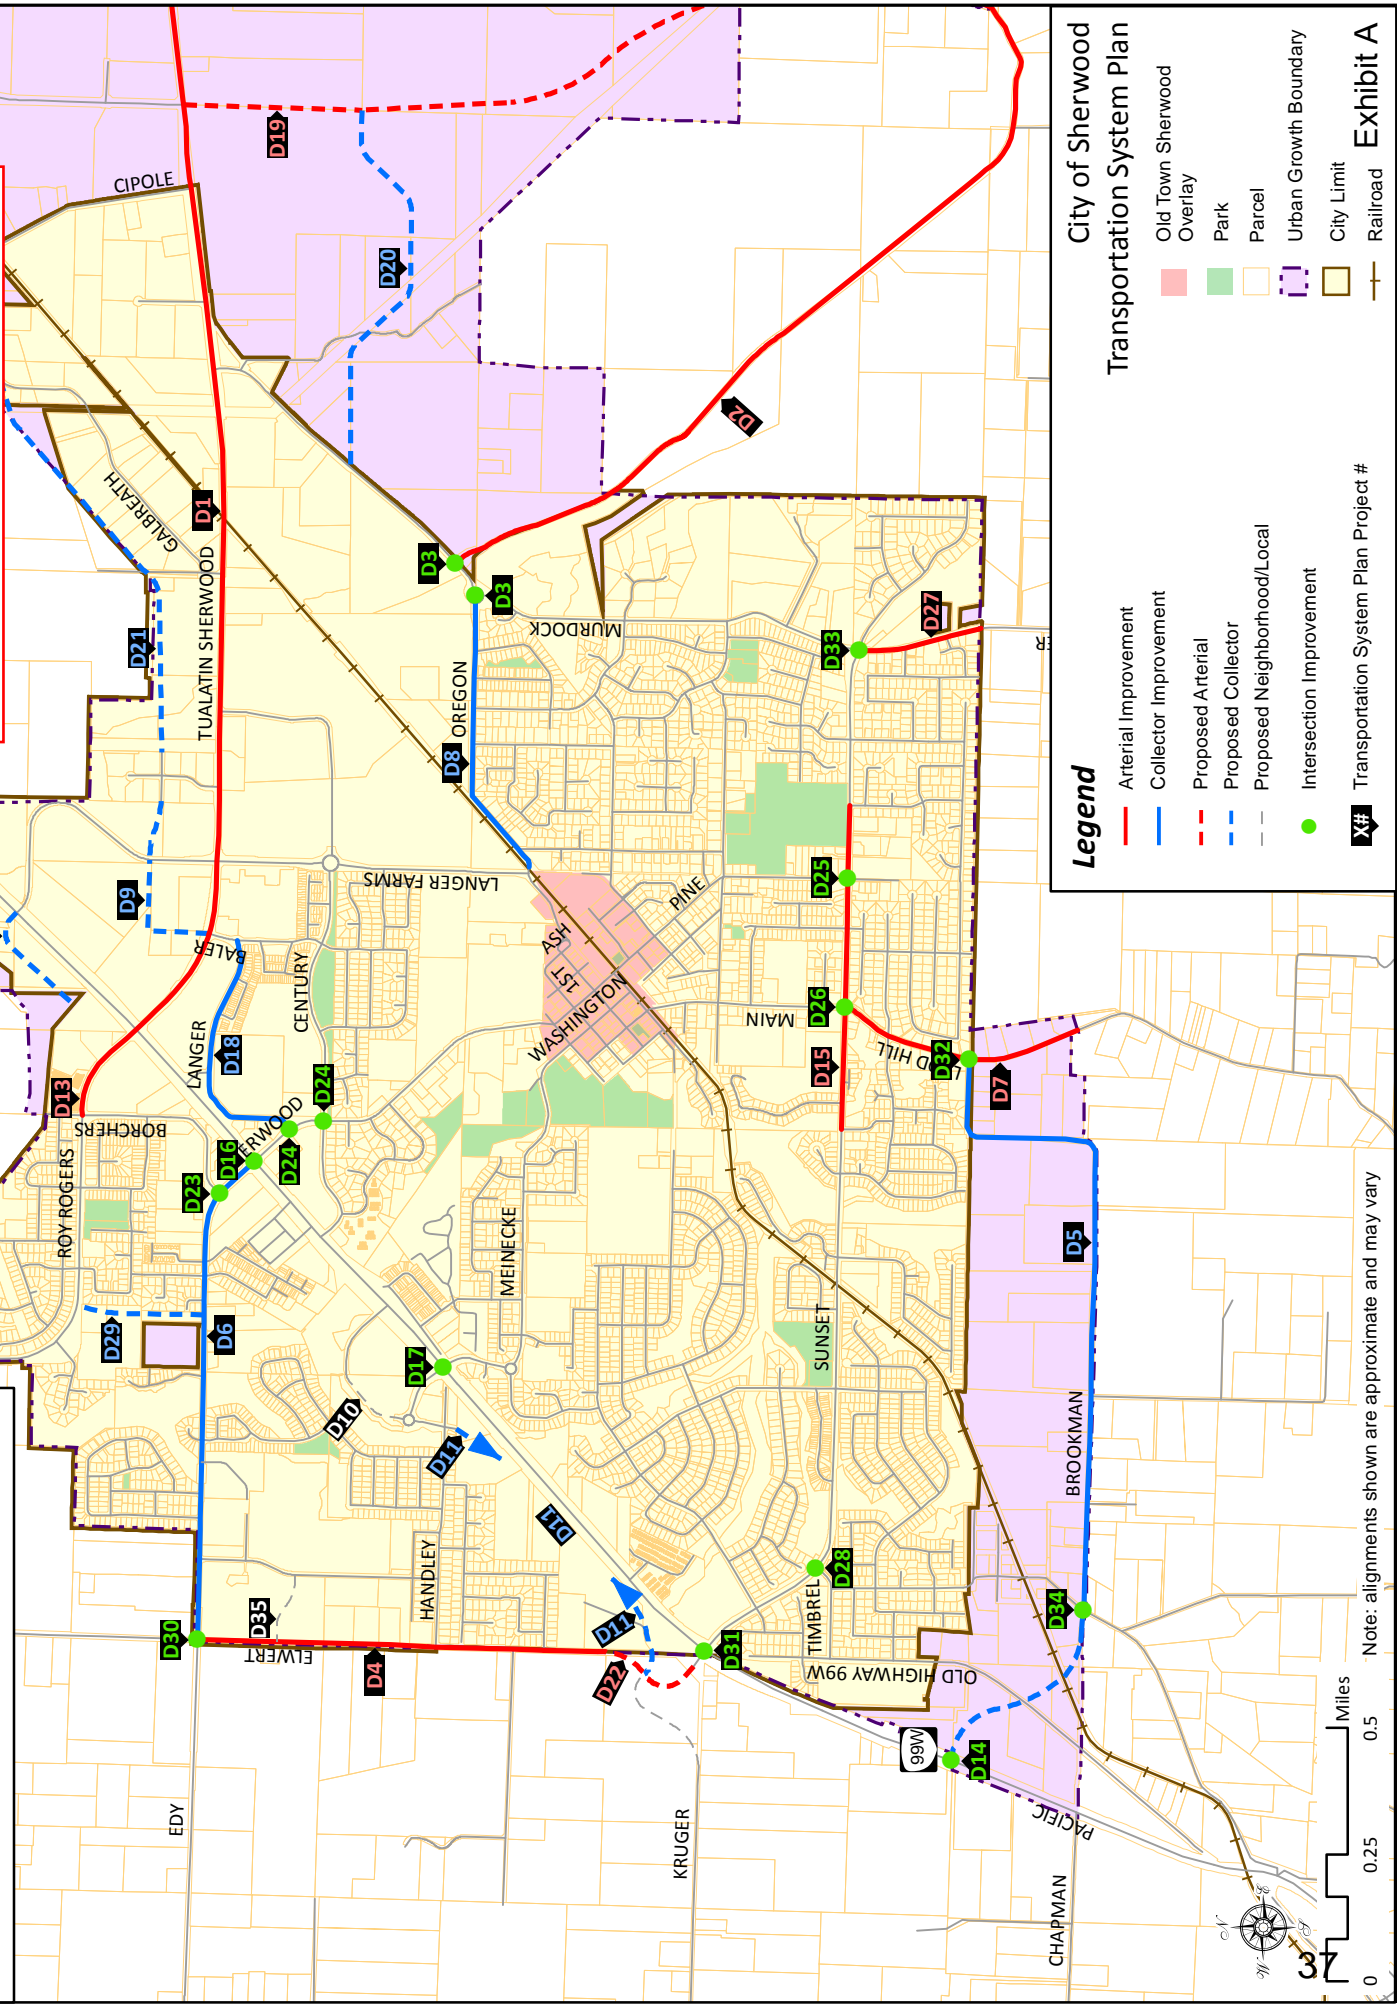 City of Sherwood
Transportation System Plan
Legend
Arterial Improvement
Collector Improvement
Proposed Arterial
Proposed Collector
Proposed Neighborhood/Local
Intersection Improvement
X# Transportation System Plan Project #
Old Town Sherwood
Overlay
Park
Parcel
Urban Growth Boundary
City Limit
Railroad
Exhibit A
Note: alignments shown are approximate and may vary
0 0.25 0.5
Miles
37
N
EDY
KRUGER
CHAPMAN
PACIFIC
99W
D14
D34
D30
D35
ELWERT
D4
D22
D11
D31
OLD HIGHWAY 99W
TIMBREL
D28
HANDLEY
D11
D11
D10
D17
D29
D6
MEINECKE
SUNSET
BROOKMAN
D5
ROY ROGERS
D23
D16
D24
D24
ERWOOD
BORCHERS
D13
LANGER
D18
CENTURY
BALER
D9
WASHINGTON
1ST
ASH
PINE
MAIN
D15
D26
D25
D32
D7
LANGER FARMS
D8
OREGON
D21
TUALATIN SHERWOOD
D1
GALBREATH
D3
D3
MURDOCK
D33
D27
ER
D2
CIPOLE
D20
D19